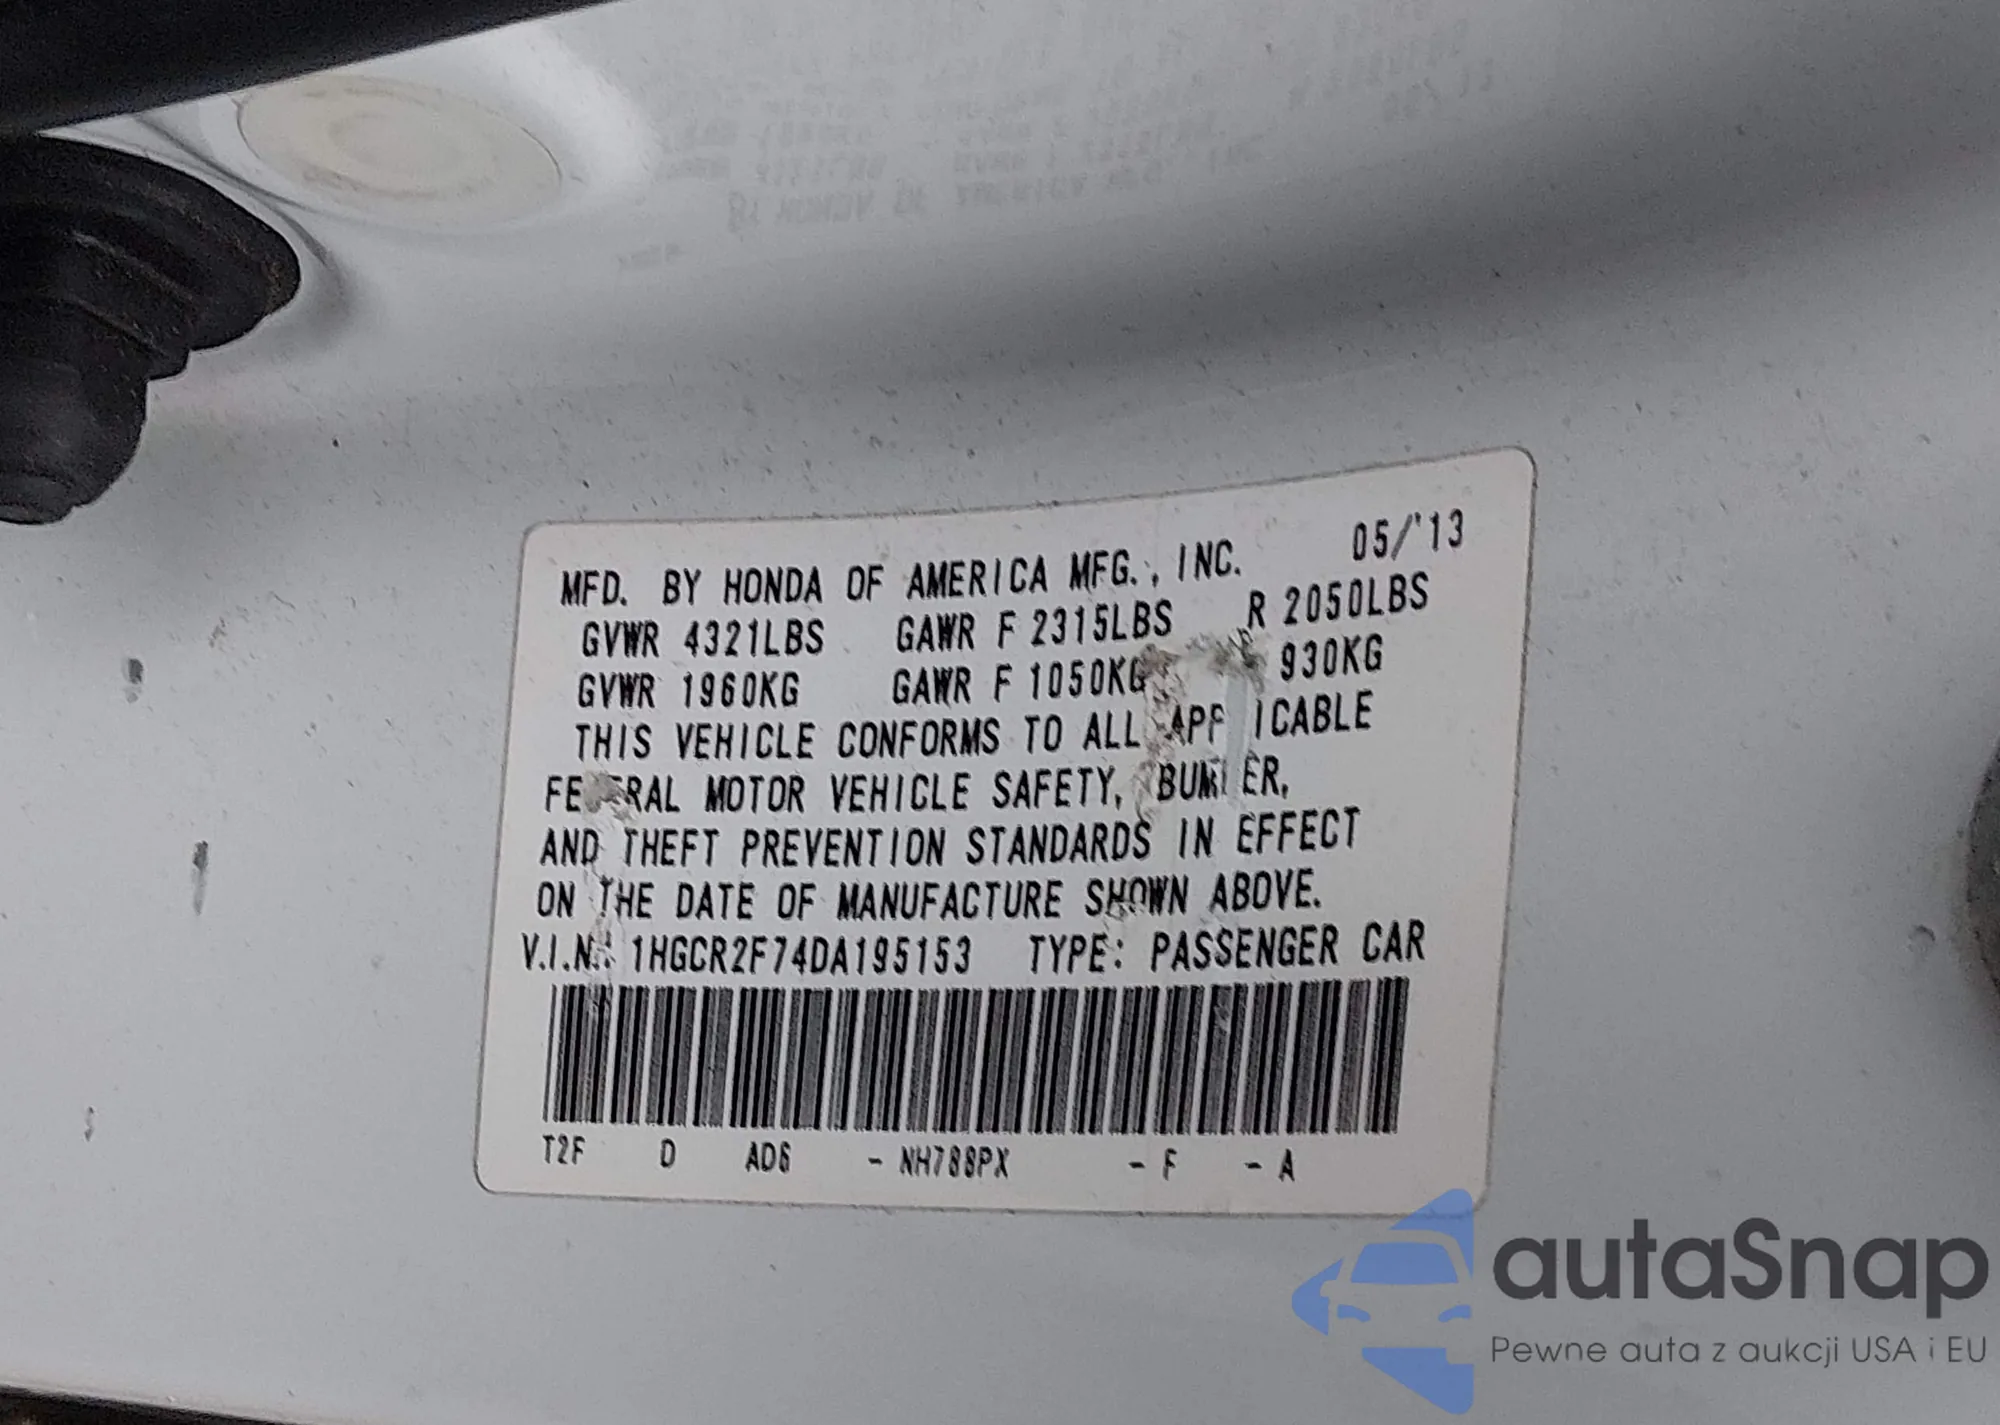 MFD. BY HONDA OF AMERICA MFG., INC. 05/'13
GVWR 4321LBS GAWR F 2315LBS R 2050LBS
GVWR 1960KG GAWR F 1050KG 930KG
THIS VEHICLE CONFORMS TO ALL
MOTOR VEHICLE SAFETY,
AND THEFT PREVENTION STANDARDS IN EFFECT
ON THE DATE OF MANUFACTURE SHOWN ABOVE.
V.I.N.: 1HGCR2F74DA195153 TYPE: PASSENGER CAR
T2F D AD6 - NH788PX - F - A
autaSnap
Pewne auta z aukcji USA i EU